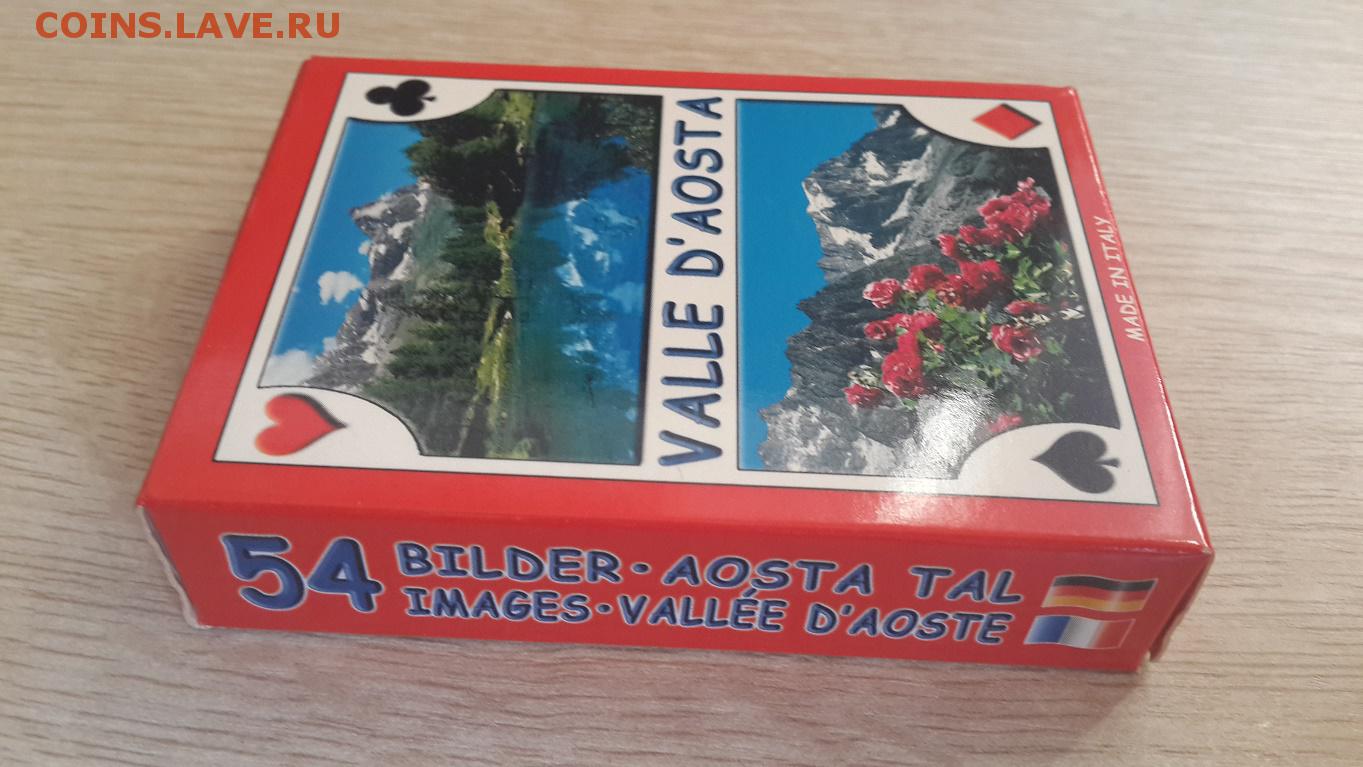 COINS.LAVE.RU
VALLE D'AOSTA
MADE IN ITALY
54 BILDER · AOSTA TAL
IMAGES · VALLÉE D'AOSTE